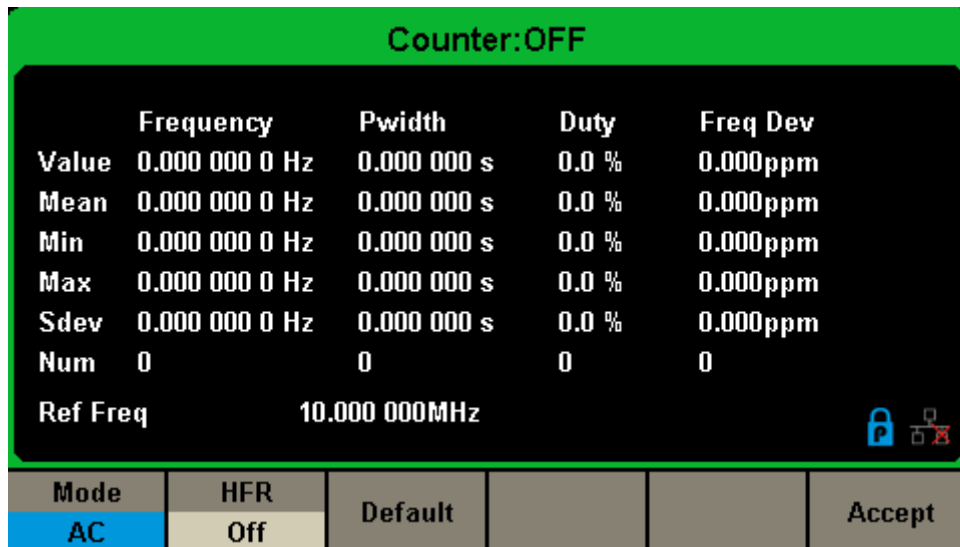 Counter:OFF
Frequency Pwidth Duty Freq Dev
Value 0.000 000 0 Hz 0.000 000 s 0.0 % 0.000ppm
Mean 0.000 000 0 Hz 0.000 000 s 0.0 % 0.000ppm
Min 0.000 000 0 Hz 0.000 000 s 0.0 % 0.000ppm
Max 0.000 000 0 Hz 0.000 000 s 0.0 % 0.000ppm
Sdev 0.000 000 0 Hz 0.000 000 s 0.0 % 0.000ppm
Num 0 0 0 0
Ref Freq 10.000 000MHz
P
Mode HFR Default Accept
AC Off